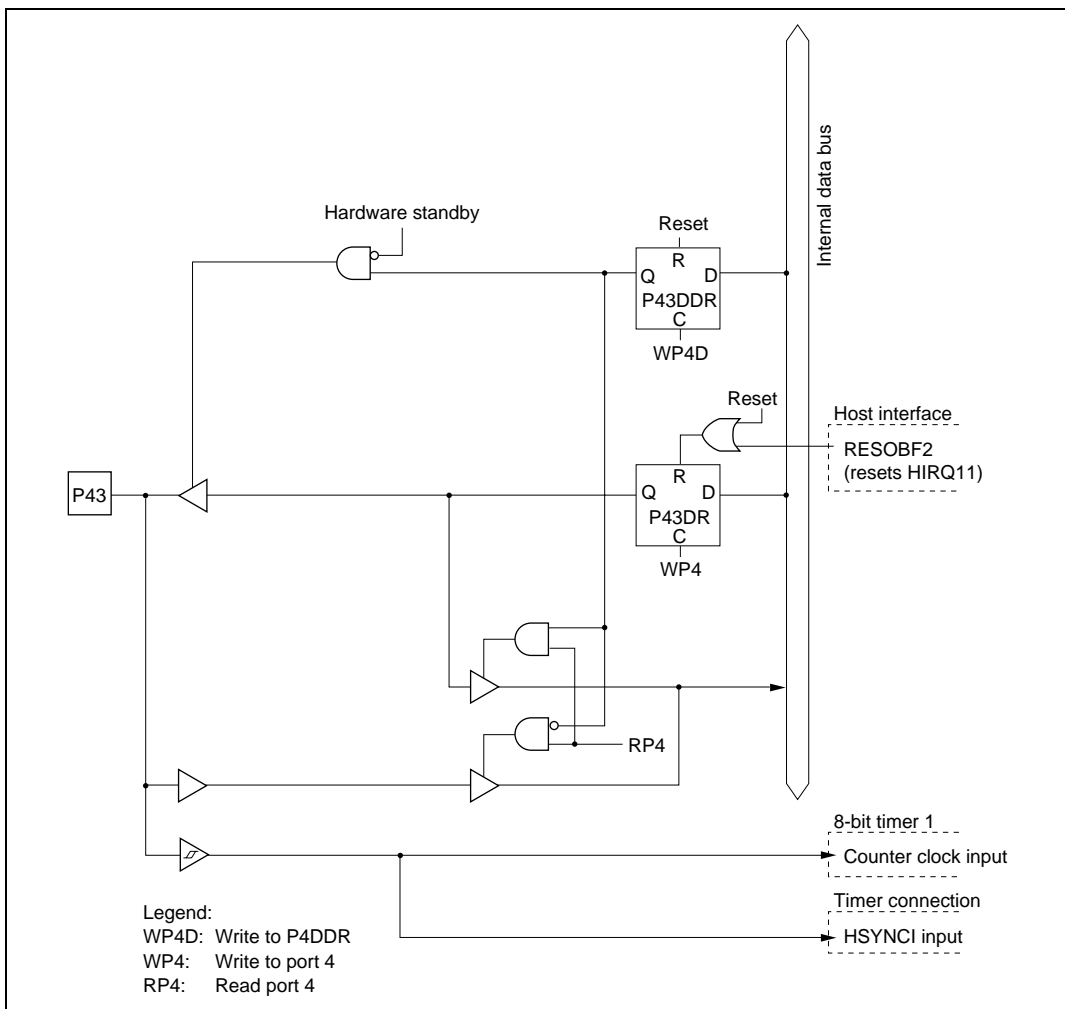 Internal data bus
Hardware standby
Reset
R
Q
D
P43DDR
C
WP4D
Reset
Host interface
RESOBF2
(resets HIRQ11)
P43
R
Q
D
P43DR
C
WP4
RP4
8-bit timer 1
Counter clock input
Timer connection
HSYNCI input
Legend:
WP4D: Write to P4DDR
WP4: Write to port 4
RP4: Read port 4